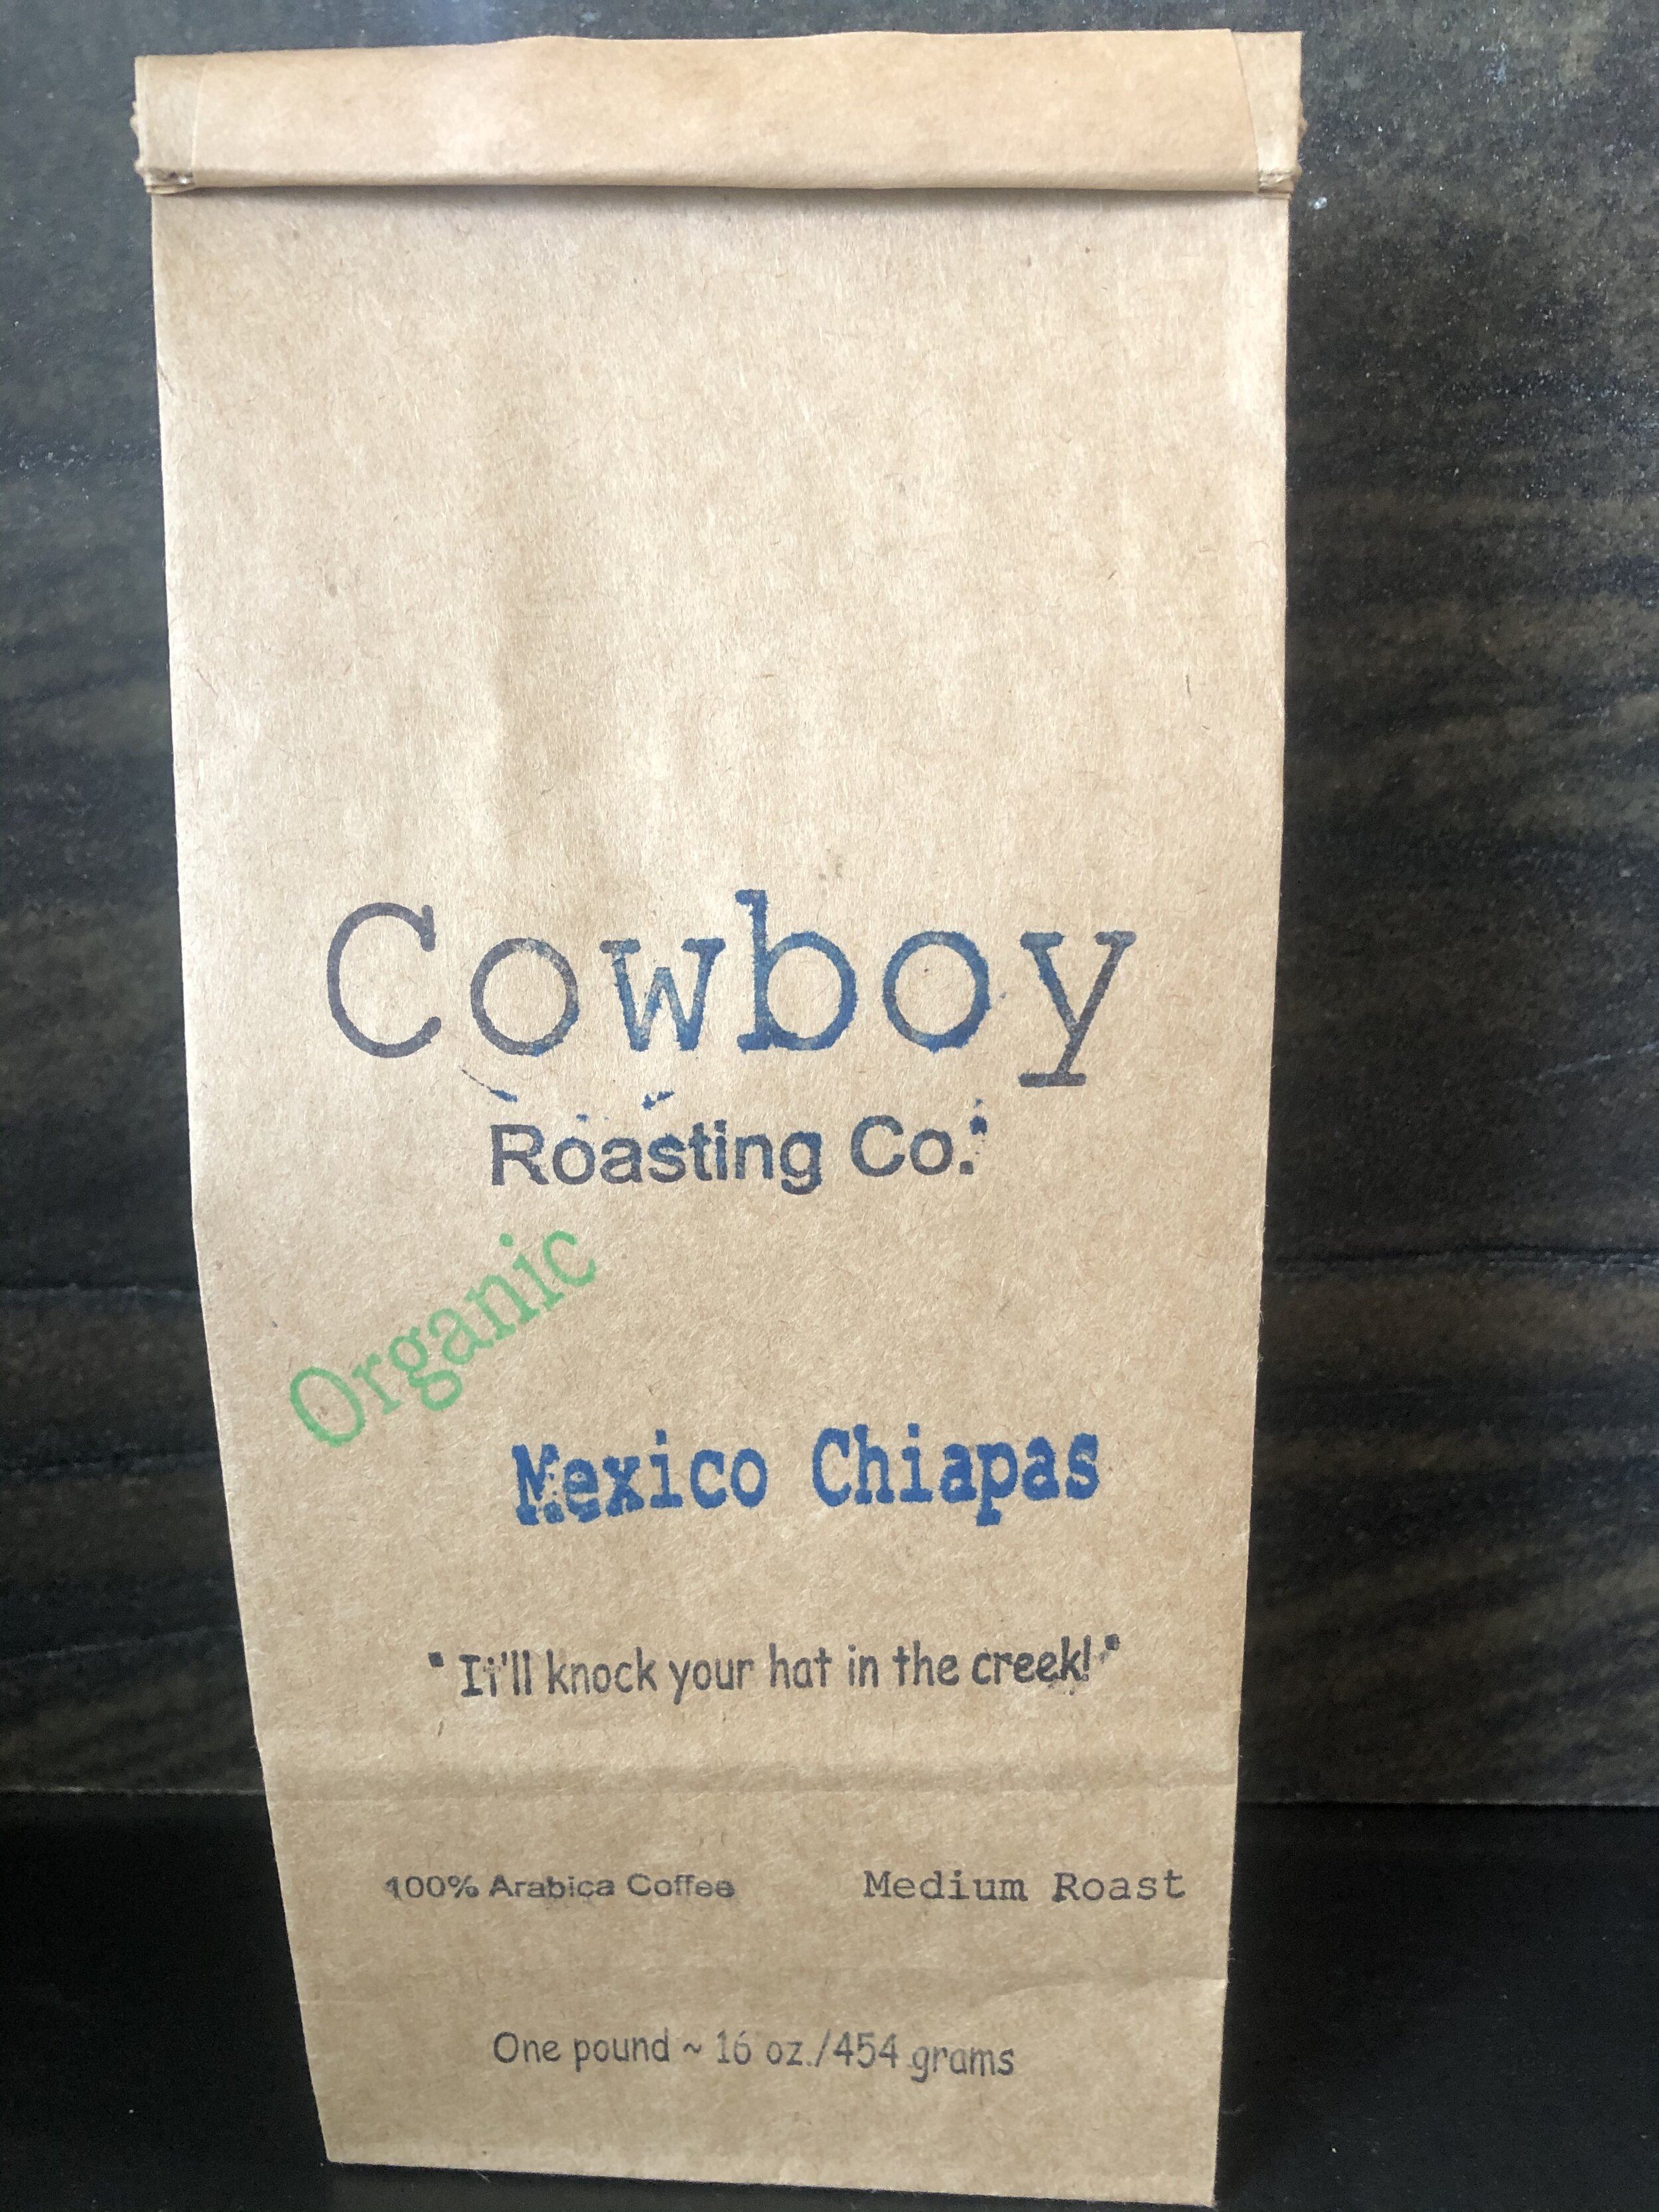 Cowboy
Roasting Co.
Organic
Mexico Chiapas
"It'll knock your hat in the creek!"
100% Arabica Coffee
Medium Roast
One pound ~ 16 oz./454 grams